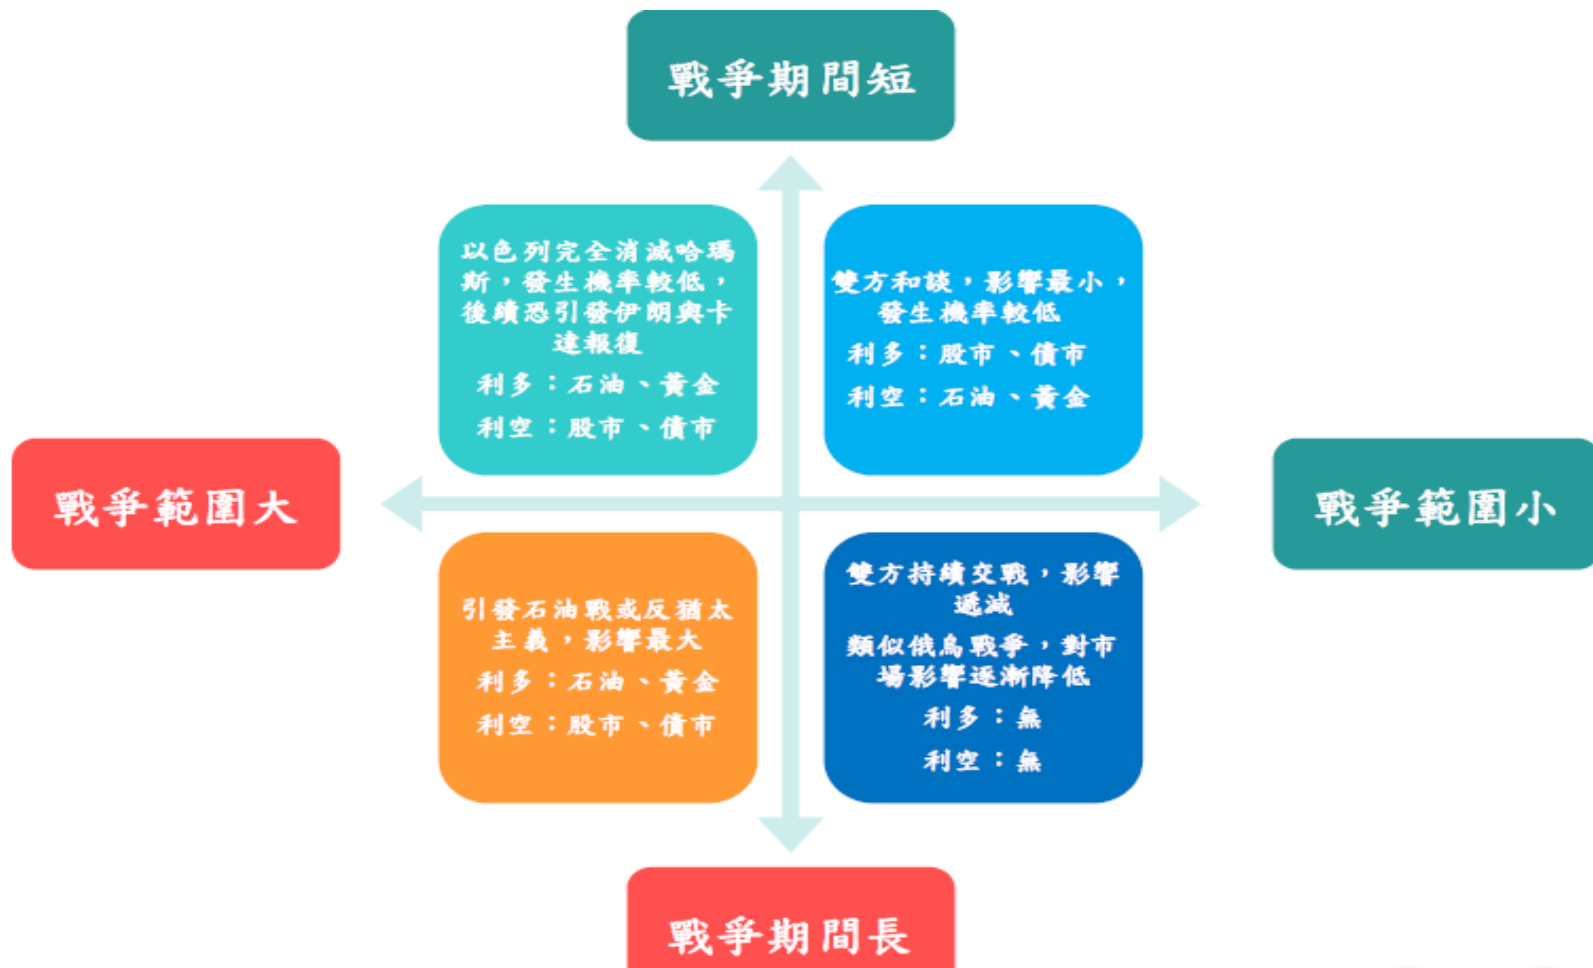 戰爭期間短
以色列完全消滅哈瑪
斯，發生機率較低，
後續恐引發伊朗與卡
達報復
利多：石油、黃金
利空：股市、債市
雙方和談，影響最小，
發生機率較低
利多：股市、債市
利空：石油、黃金
戰爭範圍大
戰爭範圍小
引發石油戰或反猶太
主義，影響最大
利多：石油、黃金
利空：股市、債市
雙方持續交戰，影響
遞減
類似俄烏戰爭，對市
場影響逐漸降低
利多：無
利空：無
戰爭期間長